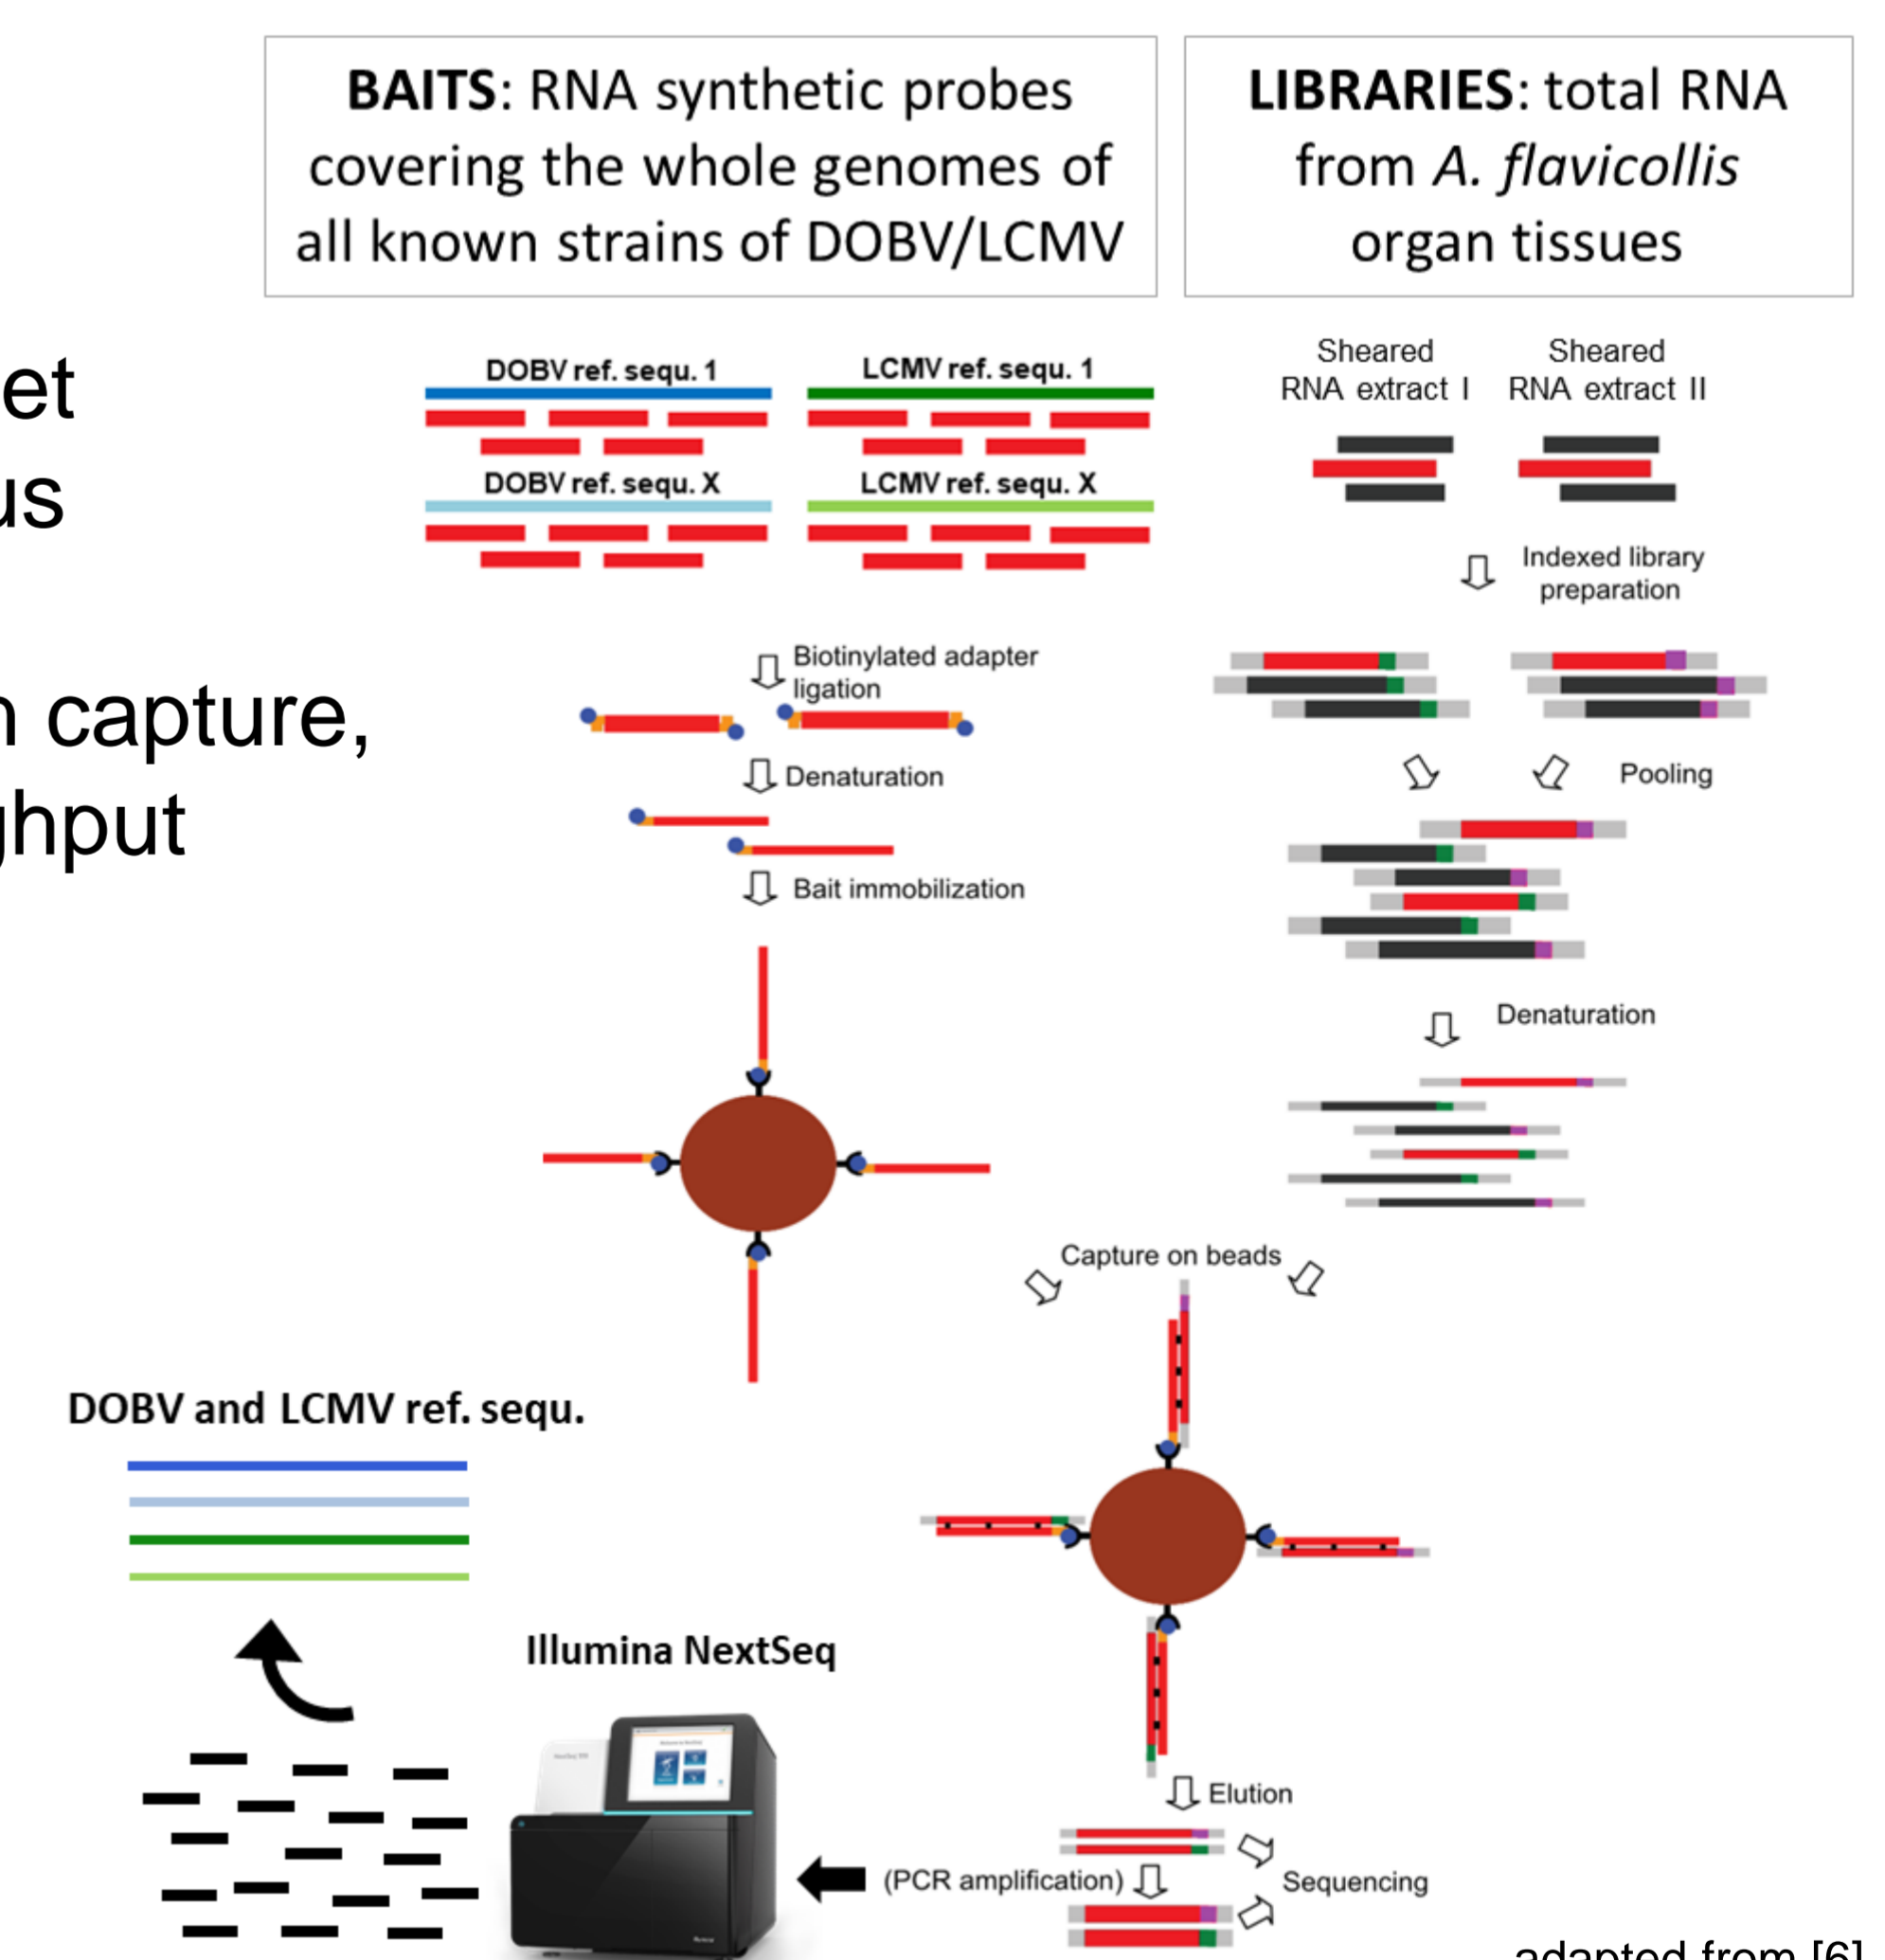 BAITS: RNA synthetic probes
covering the whole genomes of
all known strains of DOBV/LCMV
LIBRARIES: total RNA
from A. flavicollis
organ tissues
et
us
n capture,
ghput
DOBV ref. sequ. 1
LCMV ref. sequ. 1
DOBV ref. sequ. X
LCMV ref. sequ. X
Biotinylated adapter
ligation
Denaturation
Bait immobilization
Sheared
RNA extract I
Sheared
RNA extract II
Indexed library
preparation
Pooling
Denaturation
Capture on beads
Elution
(PCR amplification)
Sequencing
Illumina NextSeq
DOBV and LCMV ref. sequ.
adapted from [6]